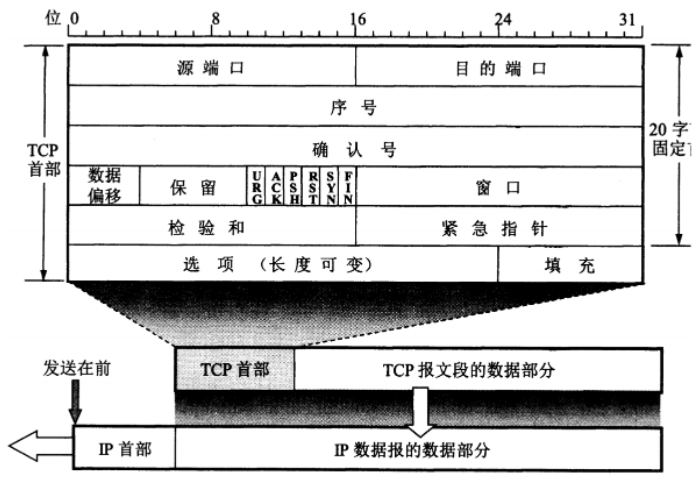 位 0 8 16 24 31
源端口 目的端口
序号
TCP 首部
确认号
20 字
固定
数据偏移 保留 URG ACK PSH RST SYN FIN 窗口
检验和 紧急指针
选项（长度可变） 填充
发送在前
TCP 首部 TCP 报文段的数据部分
IP 首部 IP 数据报的数据部分